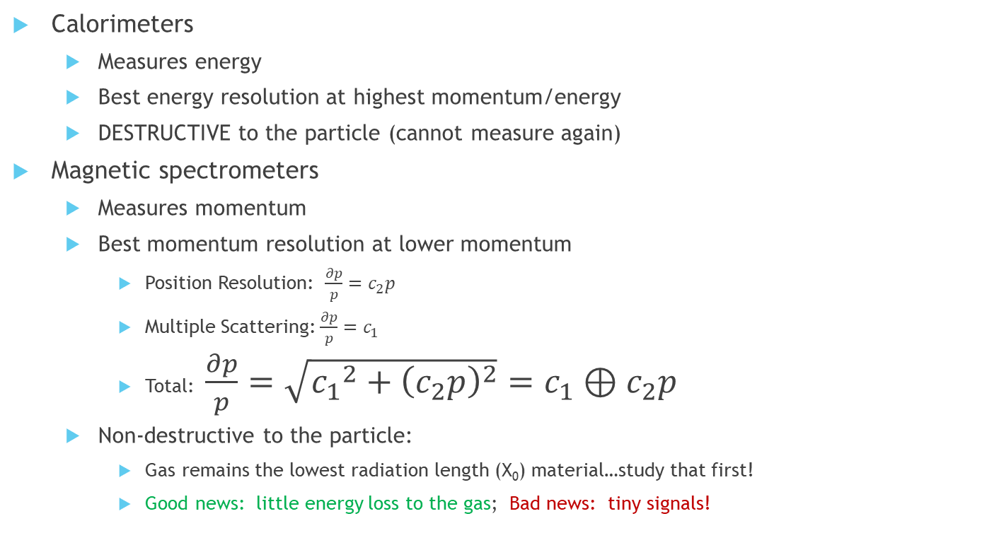 Calorimeters
Measures energy
Best energy resolution at highest momentum/energy
DESTRUCTIVE to the particle (cannot measure again)
Magnetic spectrometers
Measures momentum
Best momentum resolution at lower momentum
Position Resolution: ∂p/p = c₂p
Multiple Scattering: ∂p/p = c₁
Total: ∂p/p = √(c₁² + (c₂p)²) = c₁ ⊕ c₂p
Non-destructive to the particle:
Gas remains the lowest radiation length (X₀) material…study that first!
Good news: little energy loss to the gas; Bad news: tiny signals!